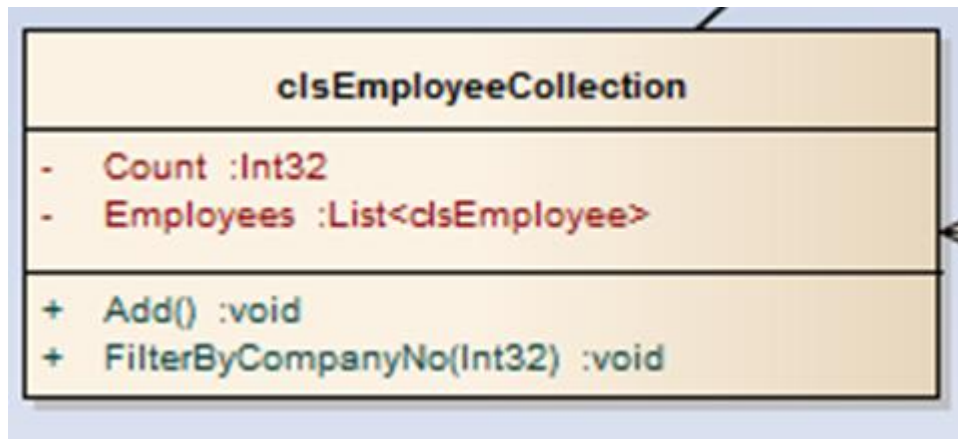 clsEmployeeCollection
- Count :Int32
- Employees :List<clsEmployee>
+ Add() :void
+ FilterByCompanyNo(Int32) :void